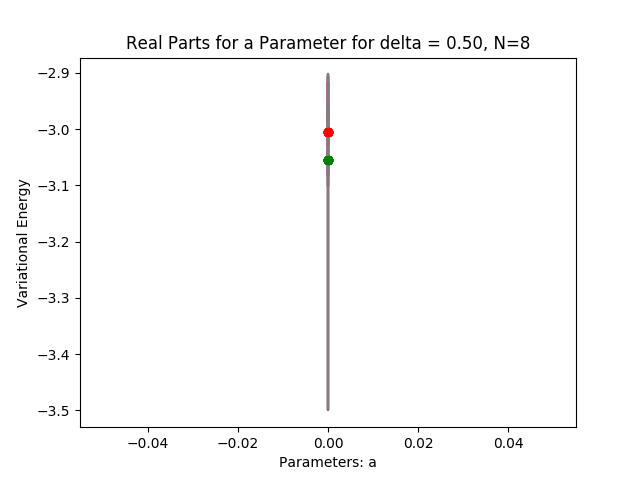 Real Parts for a Parameter for delta = 0.50, N=8
Variational Energy
−2.9
−3.0
−3.1
−3.2
−3.3
−3.4
−3.5
−0.04 −0.02 0.00 0.02 0.04
Parameters: a